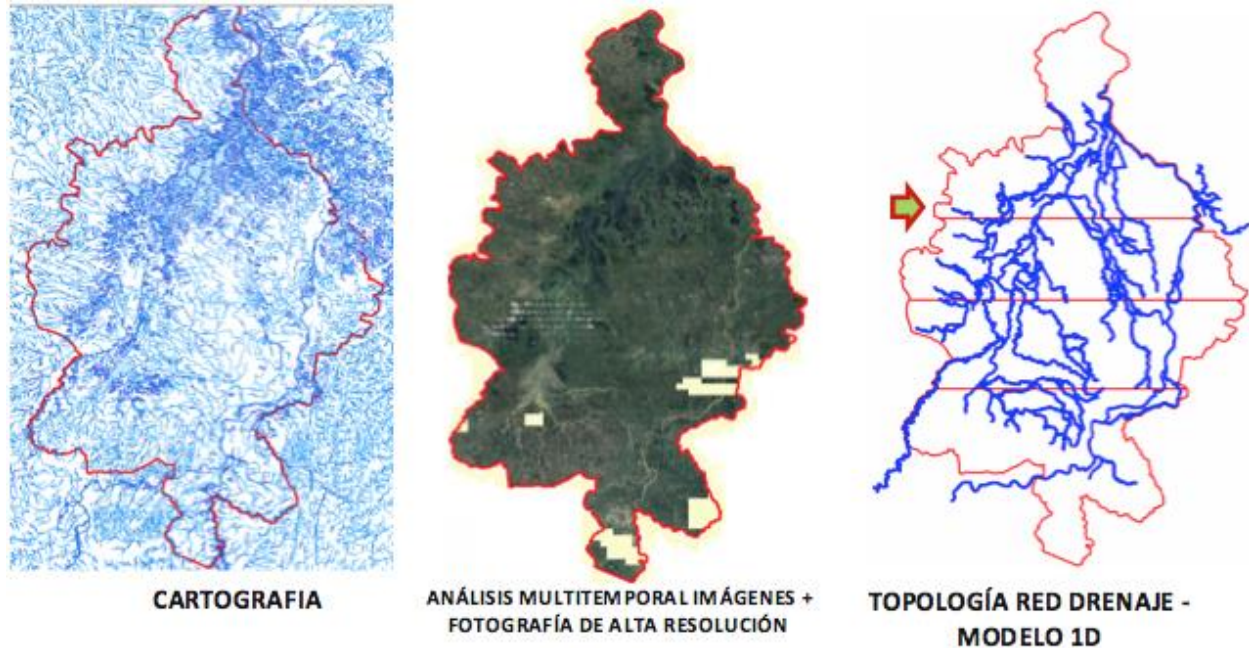 CARTOGRAFIA
ANÁLISIS MULTITEMPORAL IMÁGENES +
FOTOGRAFÍA DE ALTA RESOLUCIÓN
TOPOLOGÍA RED DRENAJE -
MODELO 1D